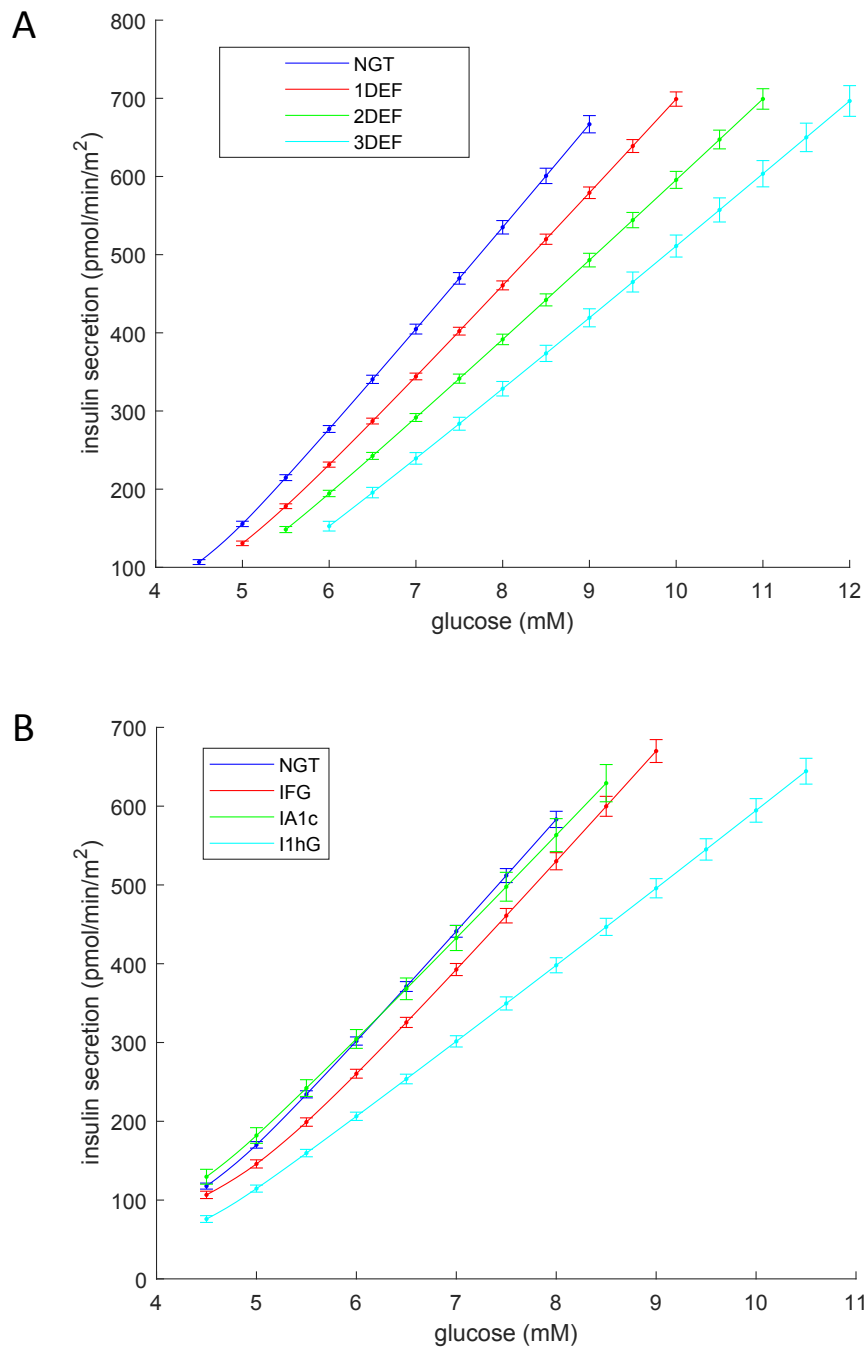 A
800
700
600
500
400
300
200
100
insulin secretion (pmol/min/m²)
NGT
1DEF
2DEF
3DEF
4 5 6 7 8 9 10 11 12
glucose (mM)
B
700
600
500
400
300
200
100
0
insulin secretion (pmol/min/m²)
NGT
IFG
IA1c
I1hG
4 5 6 7 8 9 10 11
glucose (mM)